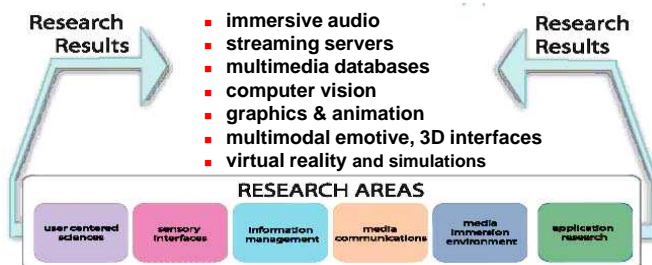 Research
Results
immersive audio
streaming servers
multimedia databases
computer vision
graphics & animation
multimodal emotive, 3D interfaces
virtual reality and simulations
Research
Results
RESEARCH AREAS
user centered
sciences
sensory
interfaces
information
management
media
communications
media
immersion
environment
application
research